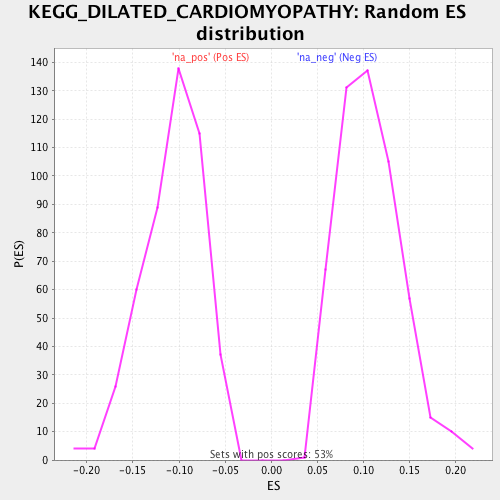 KEGG_DILATED_CARDIOMYOPATHY: Random ES
distribution
'na_pos' (Pos ES) 'na_neg' (Neg ES)
140
130
120
110
100
90
80
70
60
50
40
30
20
10
0
P(ES)
Sets with pos scores: 53%
-0.20 -0.15 -0.10 -0.05 0.00 0.05 0.10 0.15 0.20
ES